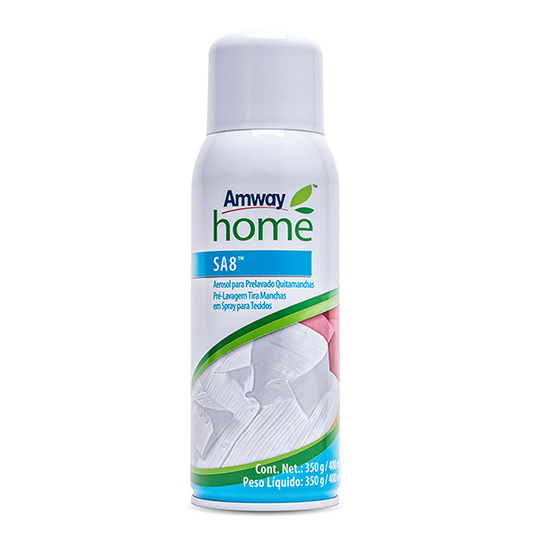 Amway™
home
SA8™
Aerosol para Prelavado Quitamanchas
Pré-Lavagem Tira Manchas
em Spray para Tecidos
Cont. Net.: 350 g / 400
Peso Líquido: 350 g / 400